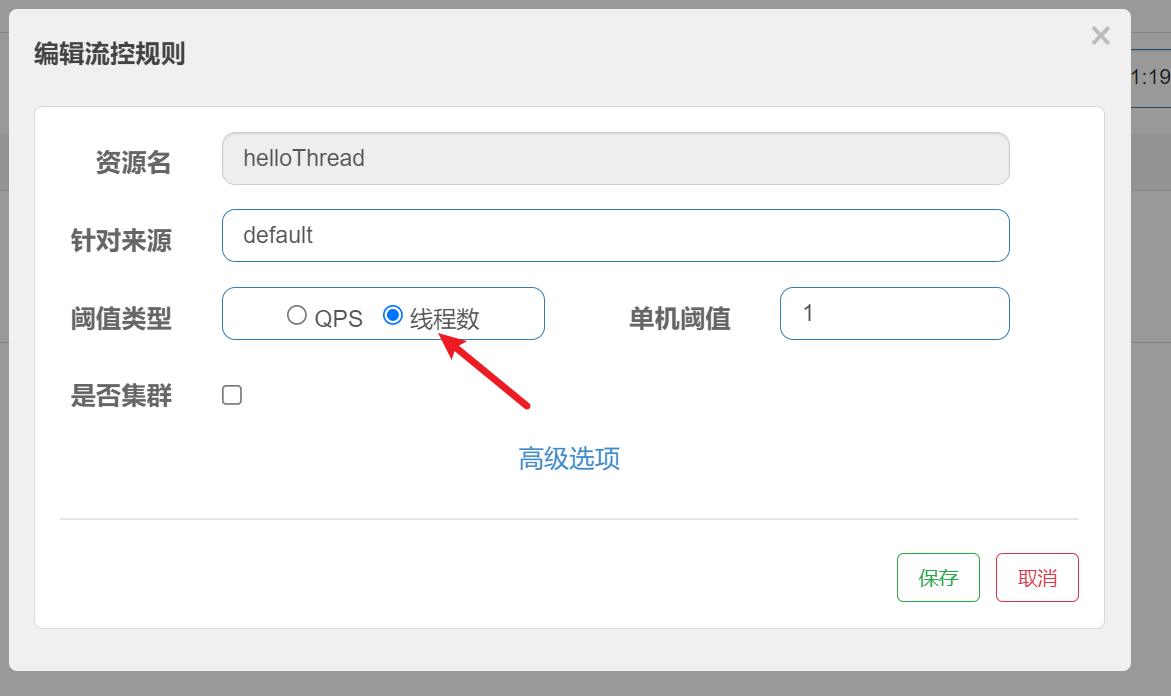 编辑流控规则
×
1:19
资源名 helloThread
针对来源 default
阈值类型 QPS 线程数 单机阈值 1
是否集群
高级选项
保存 取消